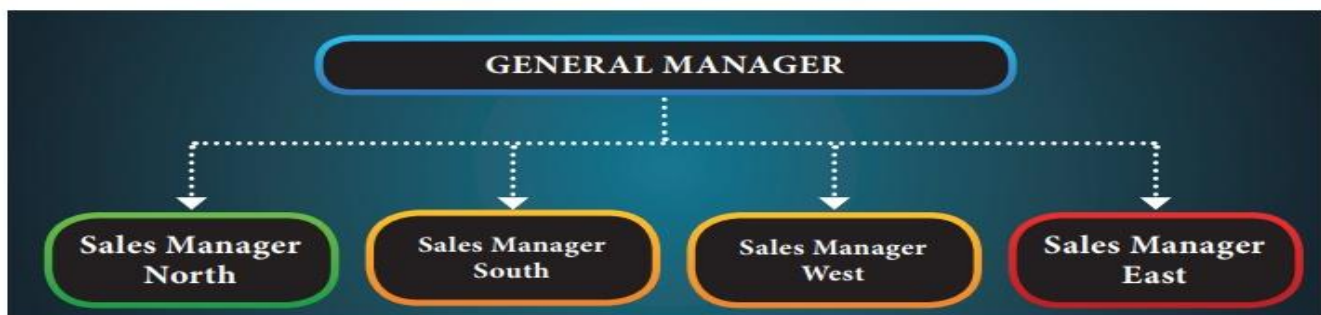 GENERAL MANAGER
Sales Manager
North
Sales Manager
South
Sales Manager
West
Sales Manager
East